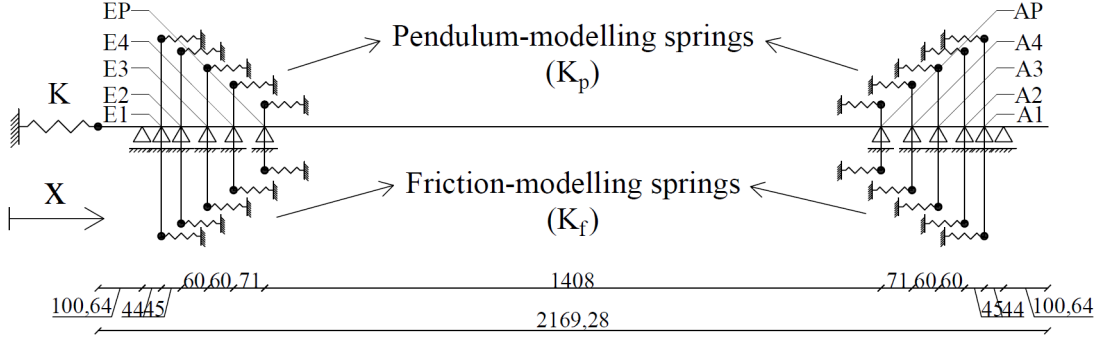 EP
E4
E3
E2
E1
K
X
Pendulum-modelling springs
(Kp)
Friction-modelling springs
(Kf)
AP
A4
A3
A2
A1
60 60 71 1408 71 60 60
100,64 44 45 45 44 100,64
2169,28